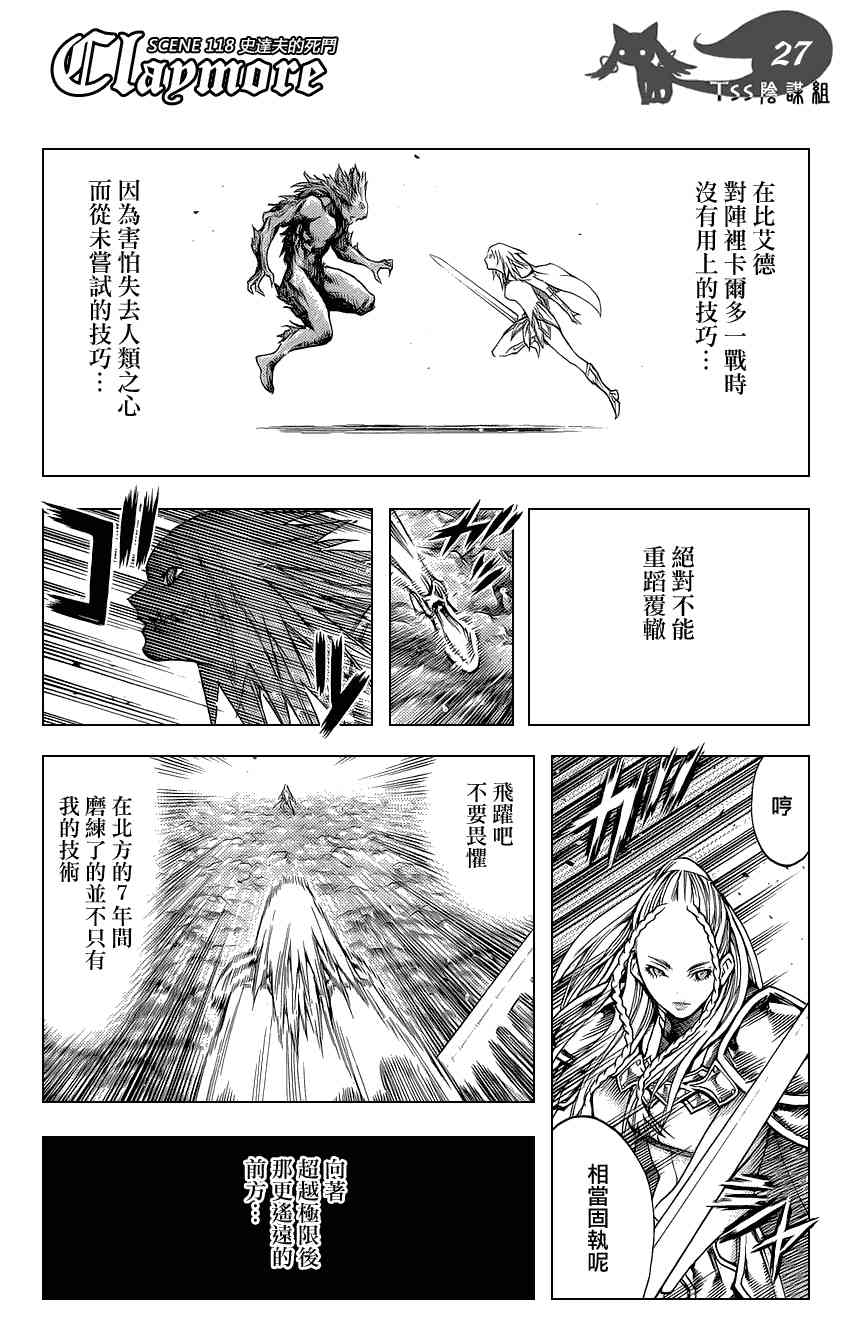 SCENE 118 史達夫的死鬥
Claymore
27
Tss陰謀組
在比艾德
對陣裡卡爾多一戰時
沒有用上的技巧…
因為害怕失去人類之心
而從未嘗試的技巧…
絕對不能
重蹈覆轍
哼
相當固執呢
飛躍吧
不要畏懼
在北方的7年間
磨練了的並不只有
我的技術
向著
超越極限後
那更遙遠的
前方…